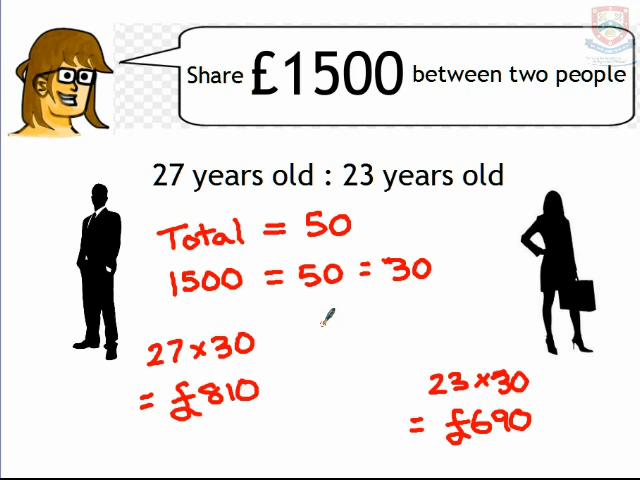 Share £1500 between two people
27 years old : 23 years old
Total = 50
1500 = 50 = 30
27 × 30
= £810
23 × 30
= £690